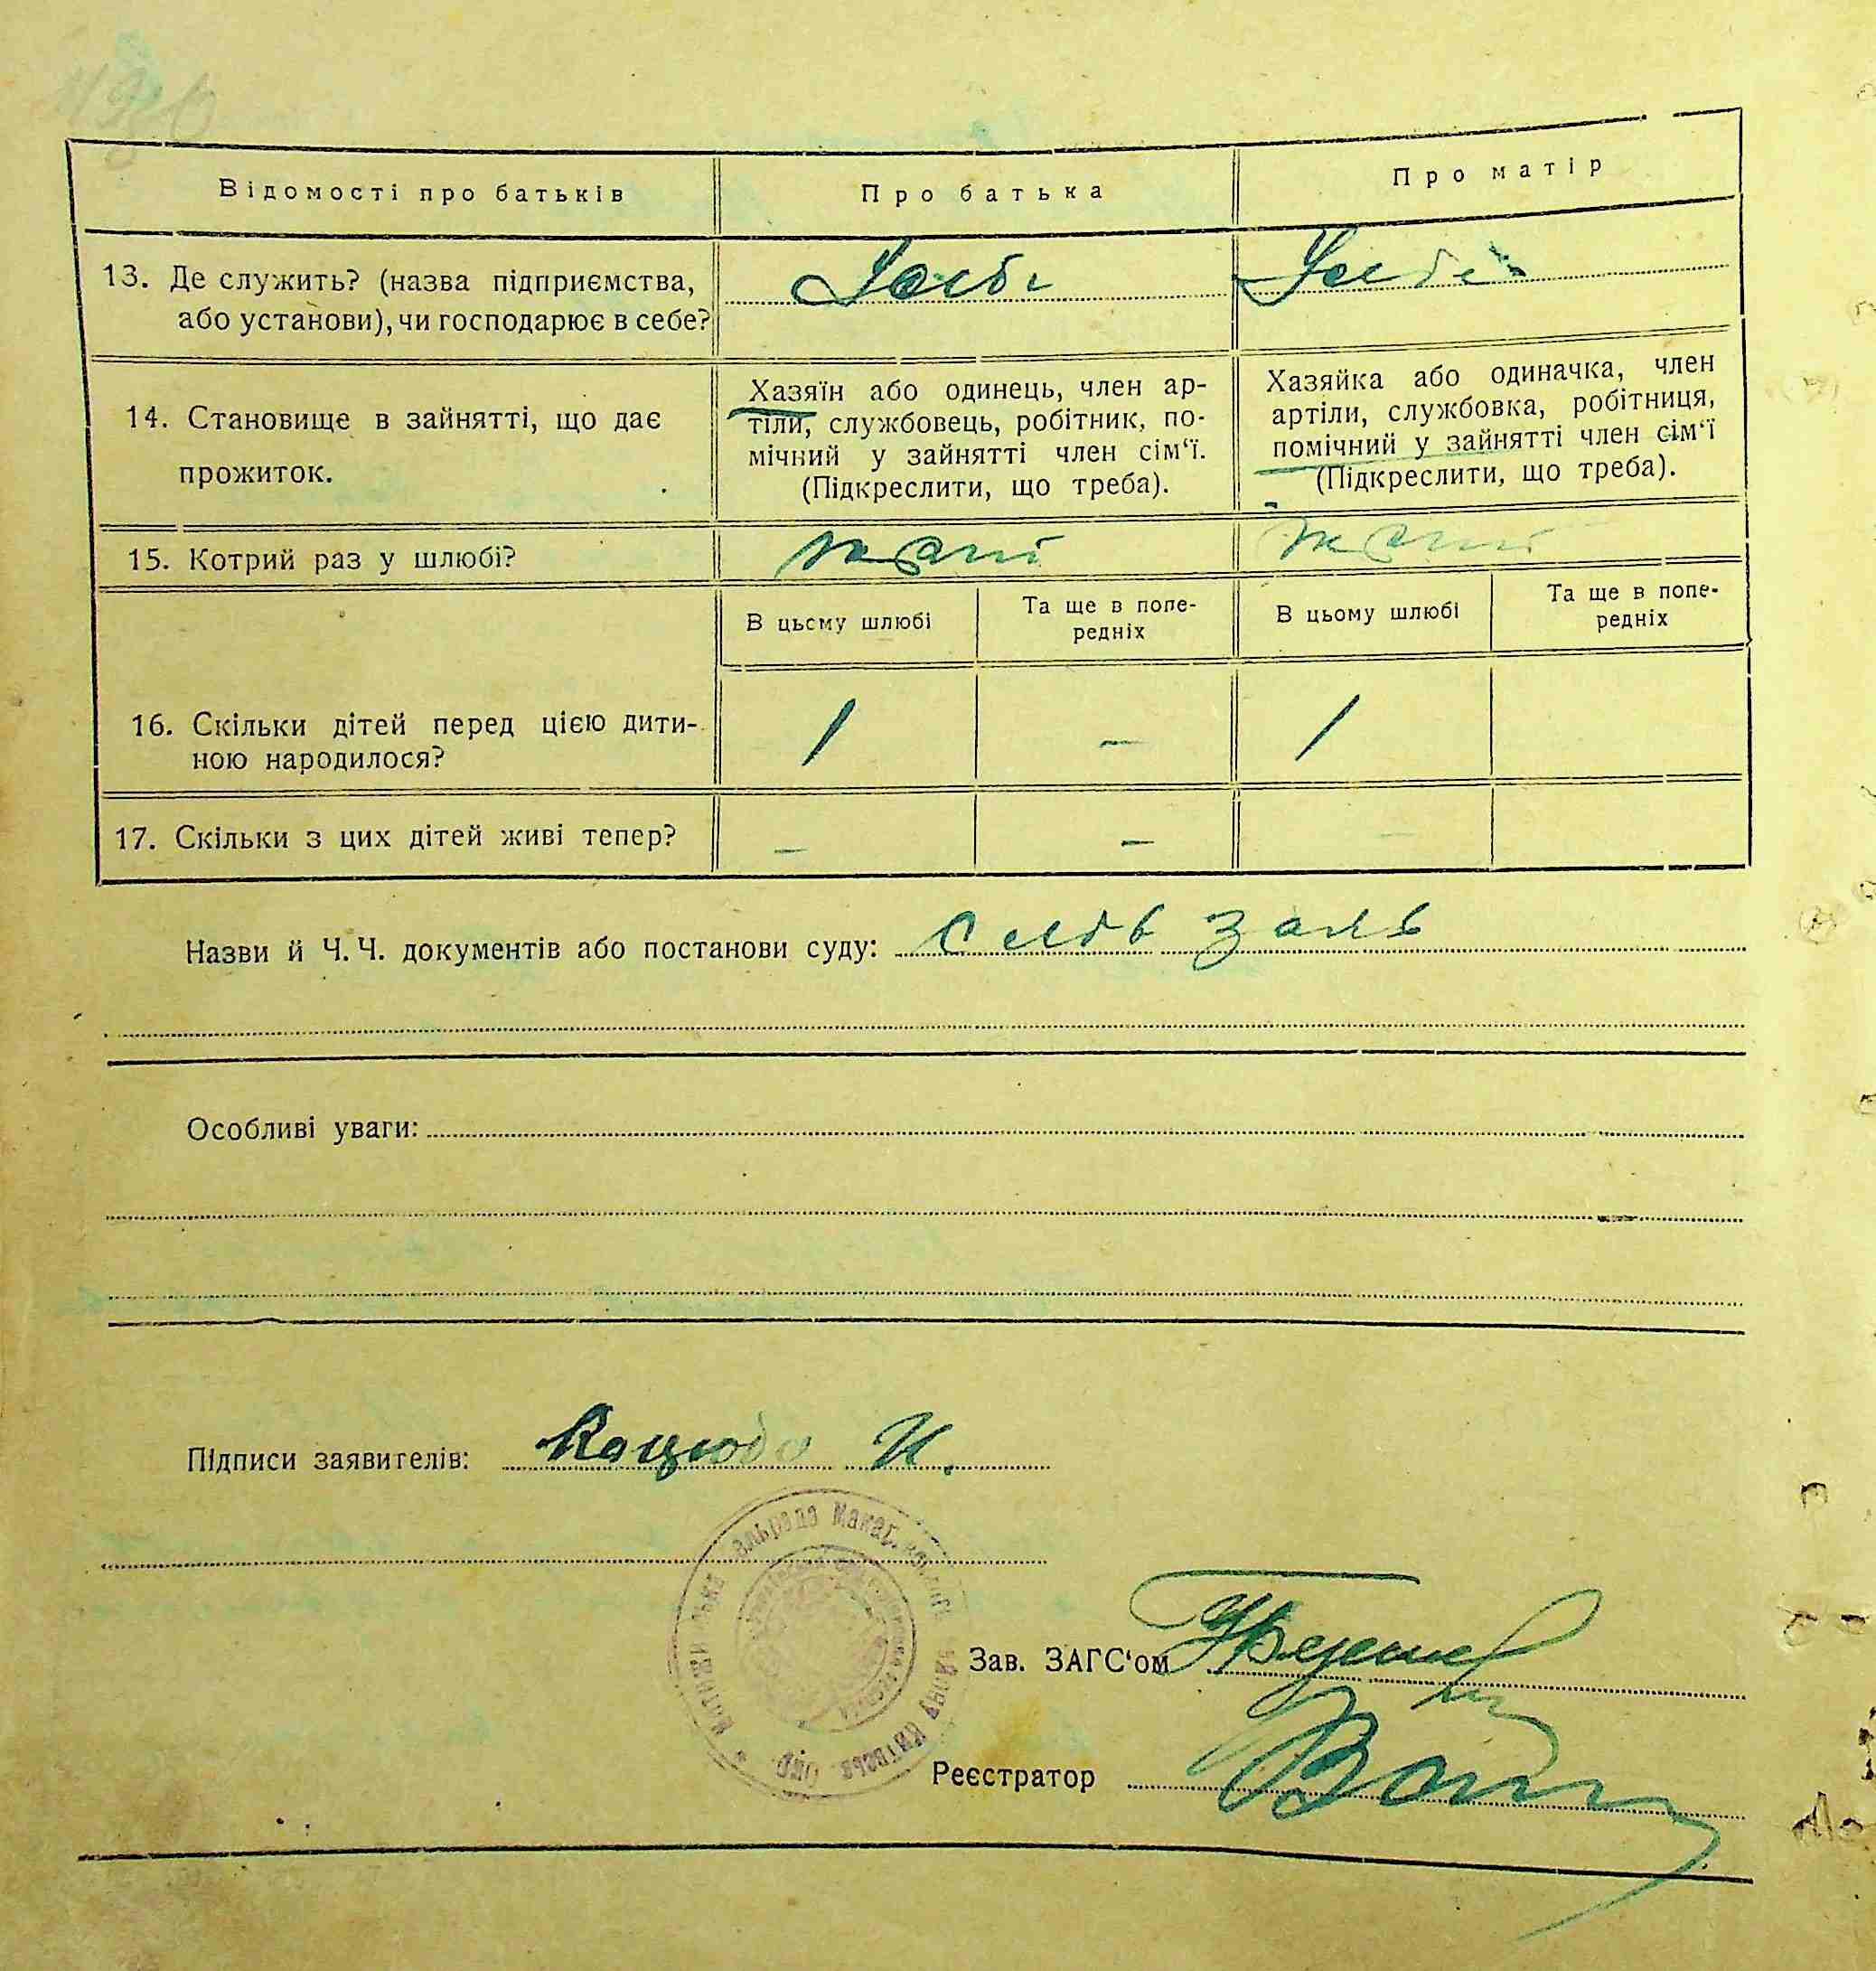 Відомості про батьків
Про батька
Про матір
13. Де служить? (назва підприємства,
або установи), чи господарює в себе?
14. Становище в зайнятті, що дає
прожиток.
Хазяїн або одинець, член ар-
тіли, службовець, робітник, по-
мічний у зайнятті член сім‘ї.
(Підкреслити, що треба).
Хазяйка або одиначка, член
артіли, службовка, робітниця,
помічний у зайнятті член сім‘ї
(Підкреслити, що треба).
15. Котрий раз у шлюбі?
В цьому шлюбі
Та ще в попе-
редніх
В цьому шлюбі
Та ще в попе-
редніх
16. Скільки дітей перед цією дити-
ною народилося?
1
-
1
17. Скільки з цих дітей живі тепер?
-
-
-
Назви й Ч.Ч. документів або постанови суду:
Особливі уваги:
Підписи заявителів: Коцюба И.
Зав. ЗАГС‘ом
Реєстратор